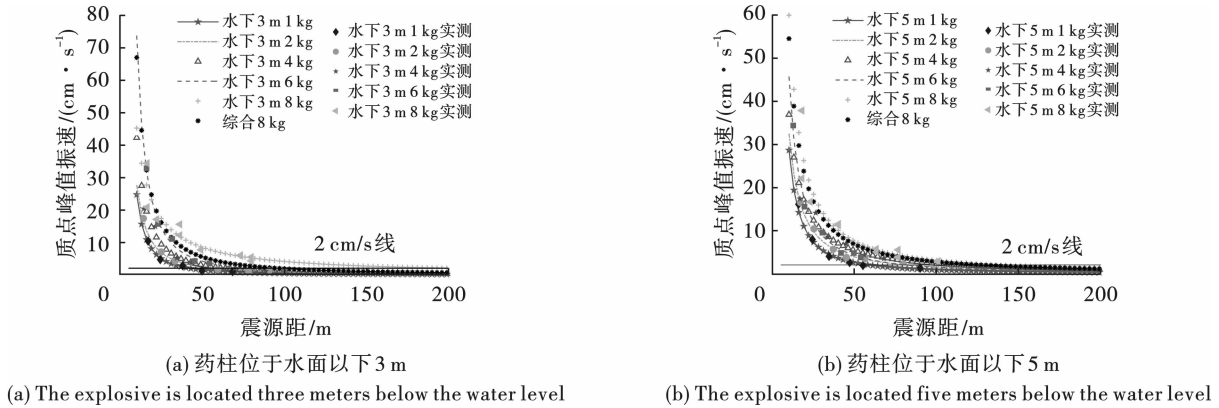 质点峰值振速/(cm·s⁻¹)
80
70
60
50
40
30
20
10
0
50
100
150
200
水下3 m 1 kg
水下3 m 2 kg
水下3 m 4 kg
水下3 m 6 kg
水下3 m 8 kg
综合8 kg
水下3 m 1 kg实测
水下3 m 2 kg实测
水下3 m 4 kg实测
水下3 m 6 kg实测
水下3 m 8 kg实测
2 cm/s线
震源距/m
(a) 药柱位于水面以下3 m
(a) The explosive is located three meters below the water level
质点峰值振速/(cm·s⁻¹)
60
50
40
30
20
10
0
50
100
150
200
水下5 m 1 kg
水下5 m 2 kg
水下5 m 4 kg
水下5 m 6 kg
水下5 m 8 kg
综合8 kg
水下5 m 1 kg实测
水下5 m 2 kg实测
水下5 m 4 kg实测
水下5 m 6 kg实测
水下5 m 8 kg实测
2 cm/s线
震源距/m
(b) 药柱位于水面以下5 m
(b) The explosive is located five meters below the water level